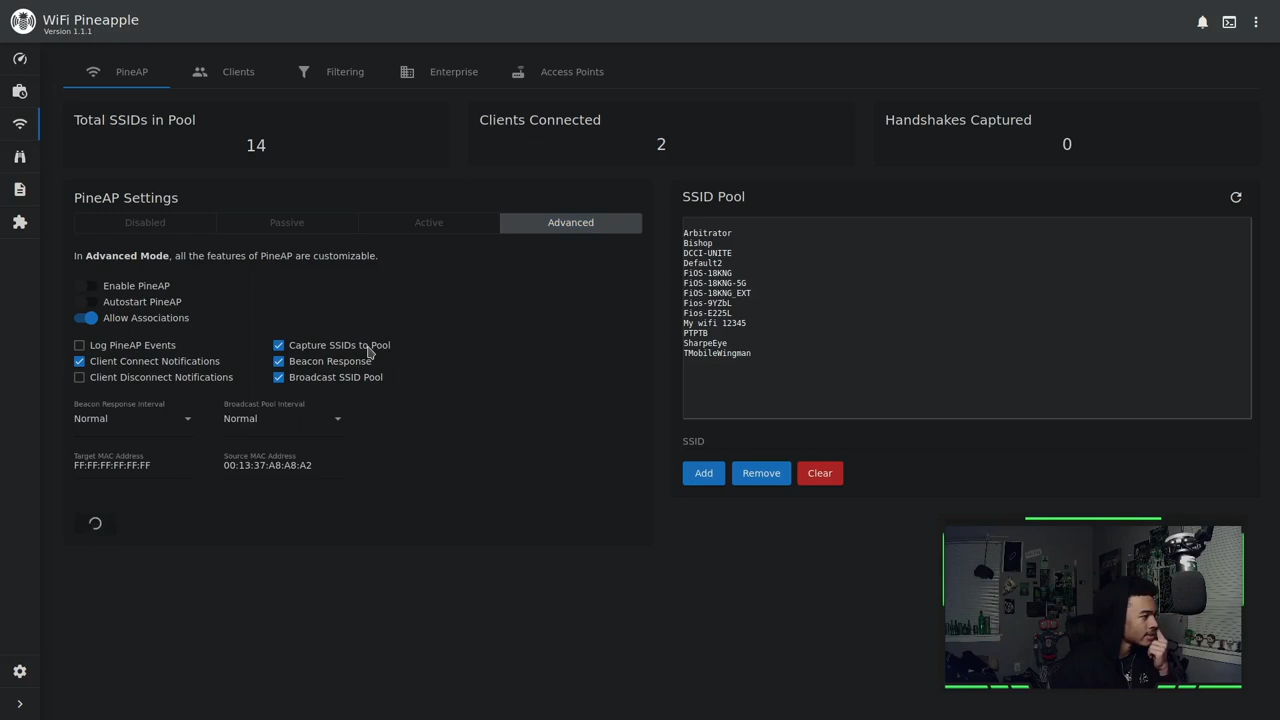 WiFi Pineapple
Version 1.1.1
PineAP
Clients
Filtering
Enterprise
Access Points
Total SSIDs in Pool
14
Clients Connected
2
Handshakes Captured
0
PineAP Settings
Disabled
Passive
Active
Advanced
In Advanced Mode, all the features of PineAP are customizable.
Enable PineAP
Autostart PineAP
Allow Associations
Log PineAP Events
Client Connect Notifications
Client Disconnect Notifications
Capture SSIDs to Pool
Beacon Response
Broadcast SSID Pool
Beacon Response Interval
Normal
Broadcast Pool Interval
Normal
Target MAC Address
FF:FF:FF:FF:FF:FF
Source MAC Address
00:13:37:A8:A8:A2
SSID Pool
Arbitrator
Bishop
DCCI-UNITE
Default2
FiOS-18KNG
FiOS-18KNG-5G
FiOS-18KNG_EXT
Fios-9YZbL
Fios-E225L
My wifi 12345
PTPTB
SharpeEye
TMobileWingman
SSID
Add
Remove
Clear